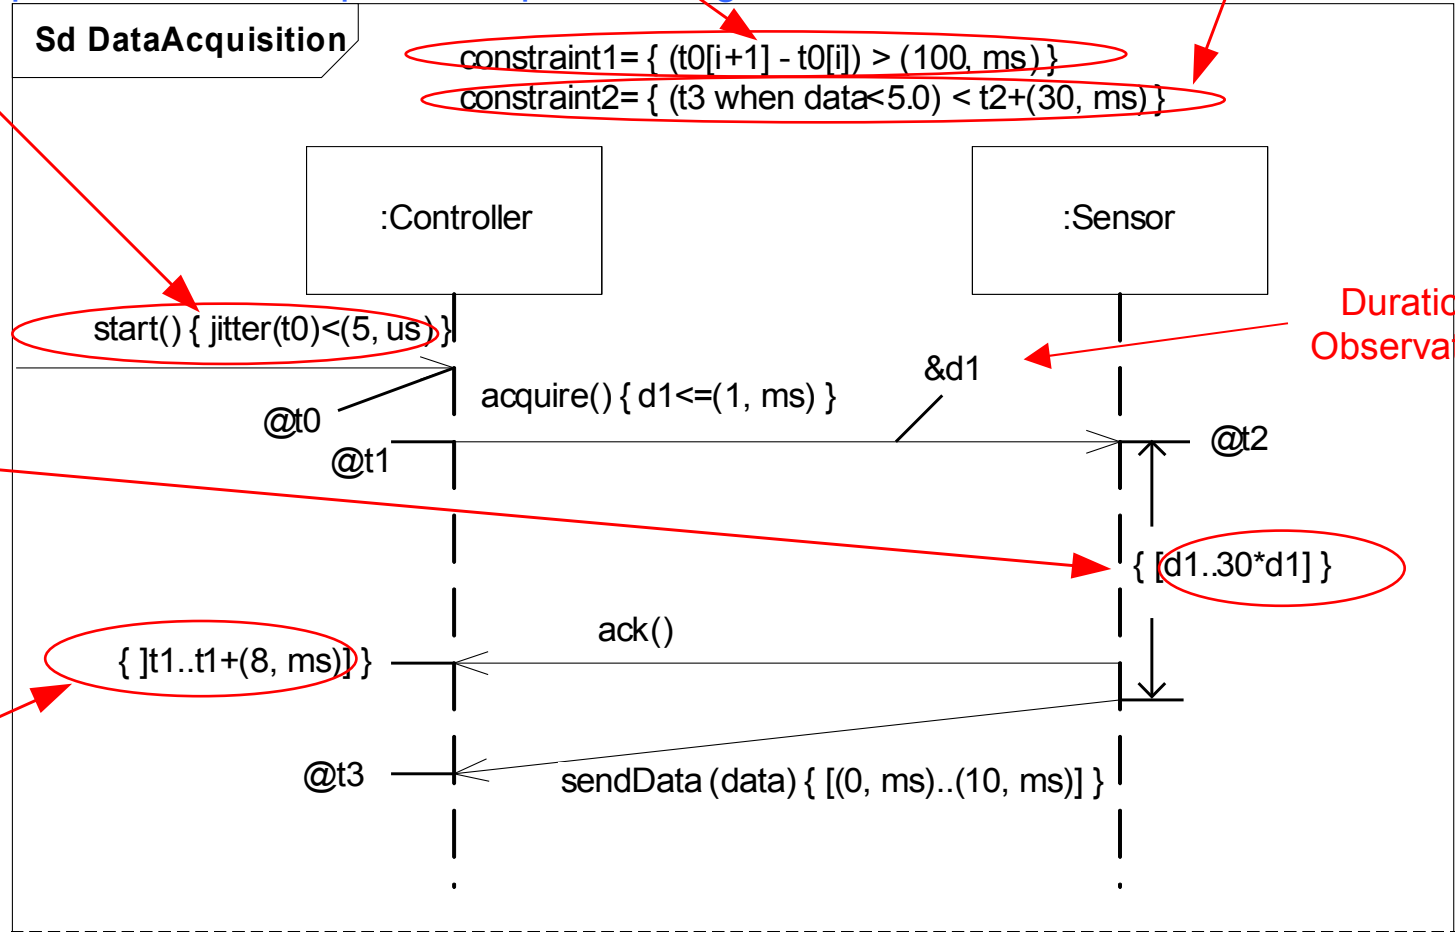 Sd DataAcquisition
constraint1= { (t0[i+1] - t0[i]) > (100, ms) }
constraint2= { (t3 when data<5.0) < t2+(30, ms) }
:Controller
:Sensor
start() { jitter(t0)<(5, us) }
Duratio
Observat
&d1
acquire() { d1<=(1, ms) }
@t0
@t1
@t2
{ [d1..30*d1] }
ack()
{ ]t1..t1+(8, ms)] }
@t3
sendData (data) { [(0, ms)..(10, ms)] }